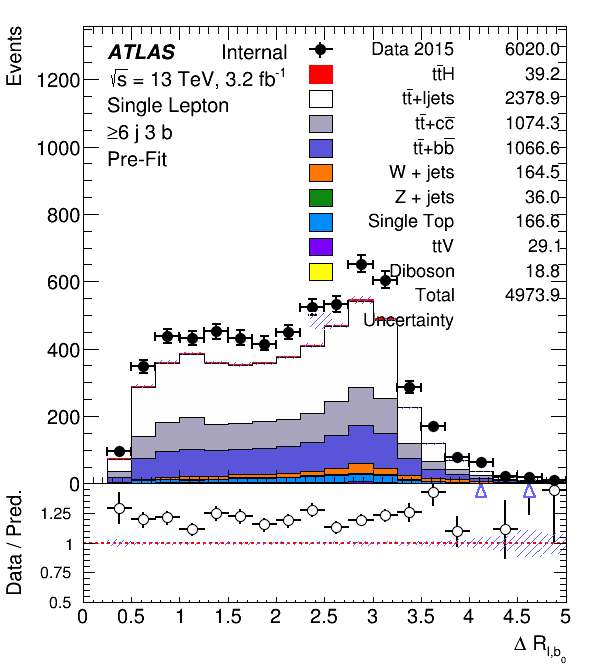 Events
ATLAS Internal
√s = 13 TeV, 3.2 fb⁻¹
Single Lepton
≥6 j 3 b
Pre-Fit
Data 2015 6020.0
tt̄H 39.2
tt̄+ljets 2378.9
tt̄+cc̄ 1074.3
tt̄+bb̄ 1066.6
W + jets 164.5
Z + jets 36.0
Single Top 166.6
ttV 29.1
Diboson 18.8
Total 4973.9
Uncertainty
1200
1000
800
600
400
200
0
Data / Pred.
1.25
1
0.75
0.5
0 0.5 1 1.5 2 2.5 3 3.5 4 4.5 5
Δ R_{l,b_0}